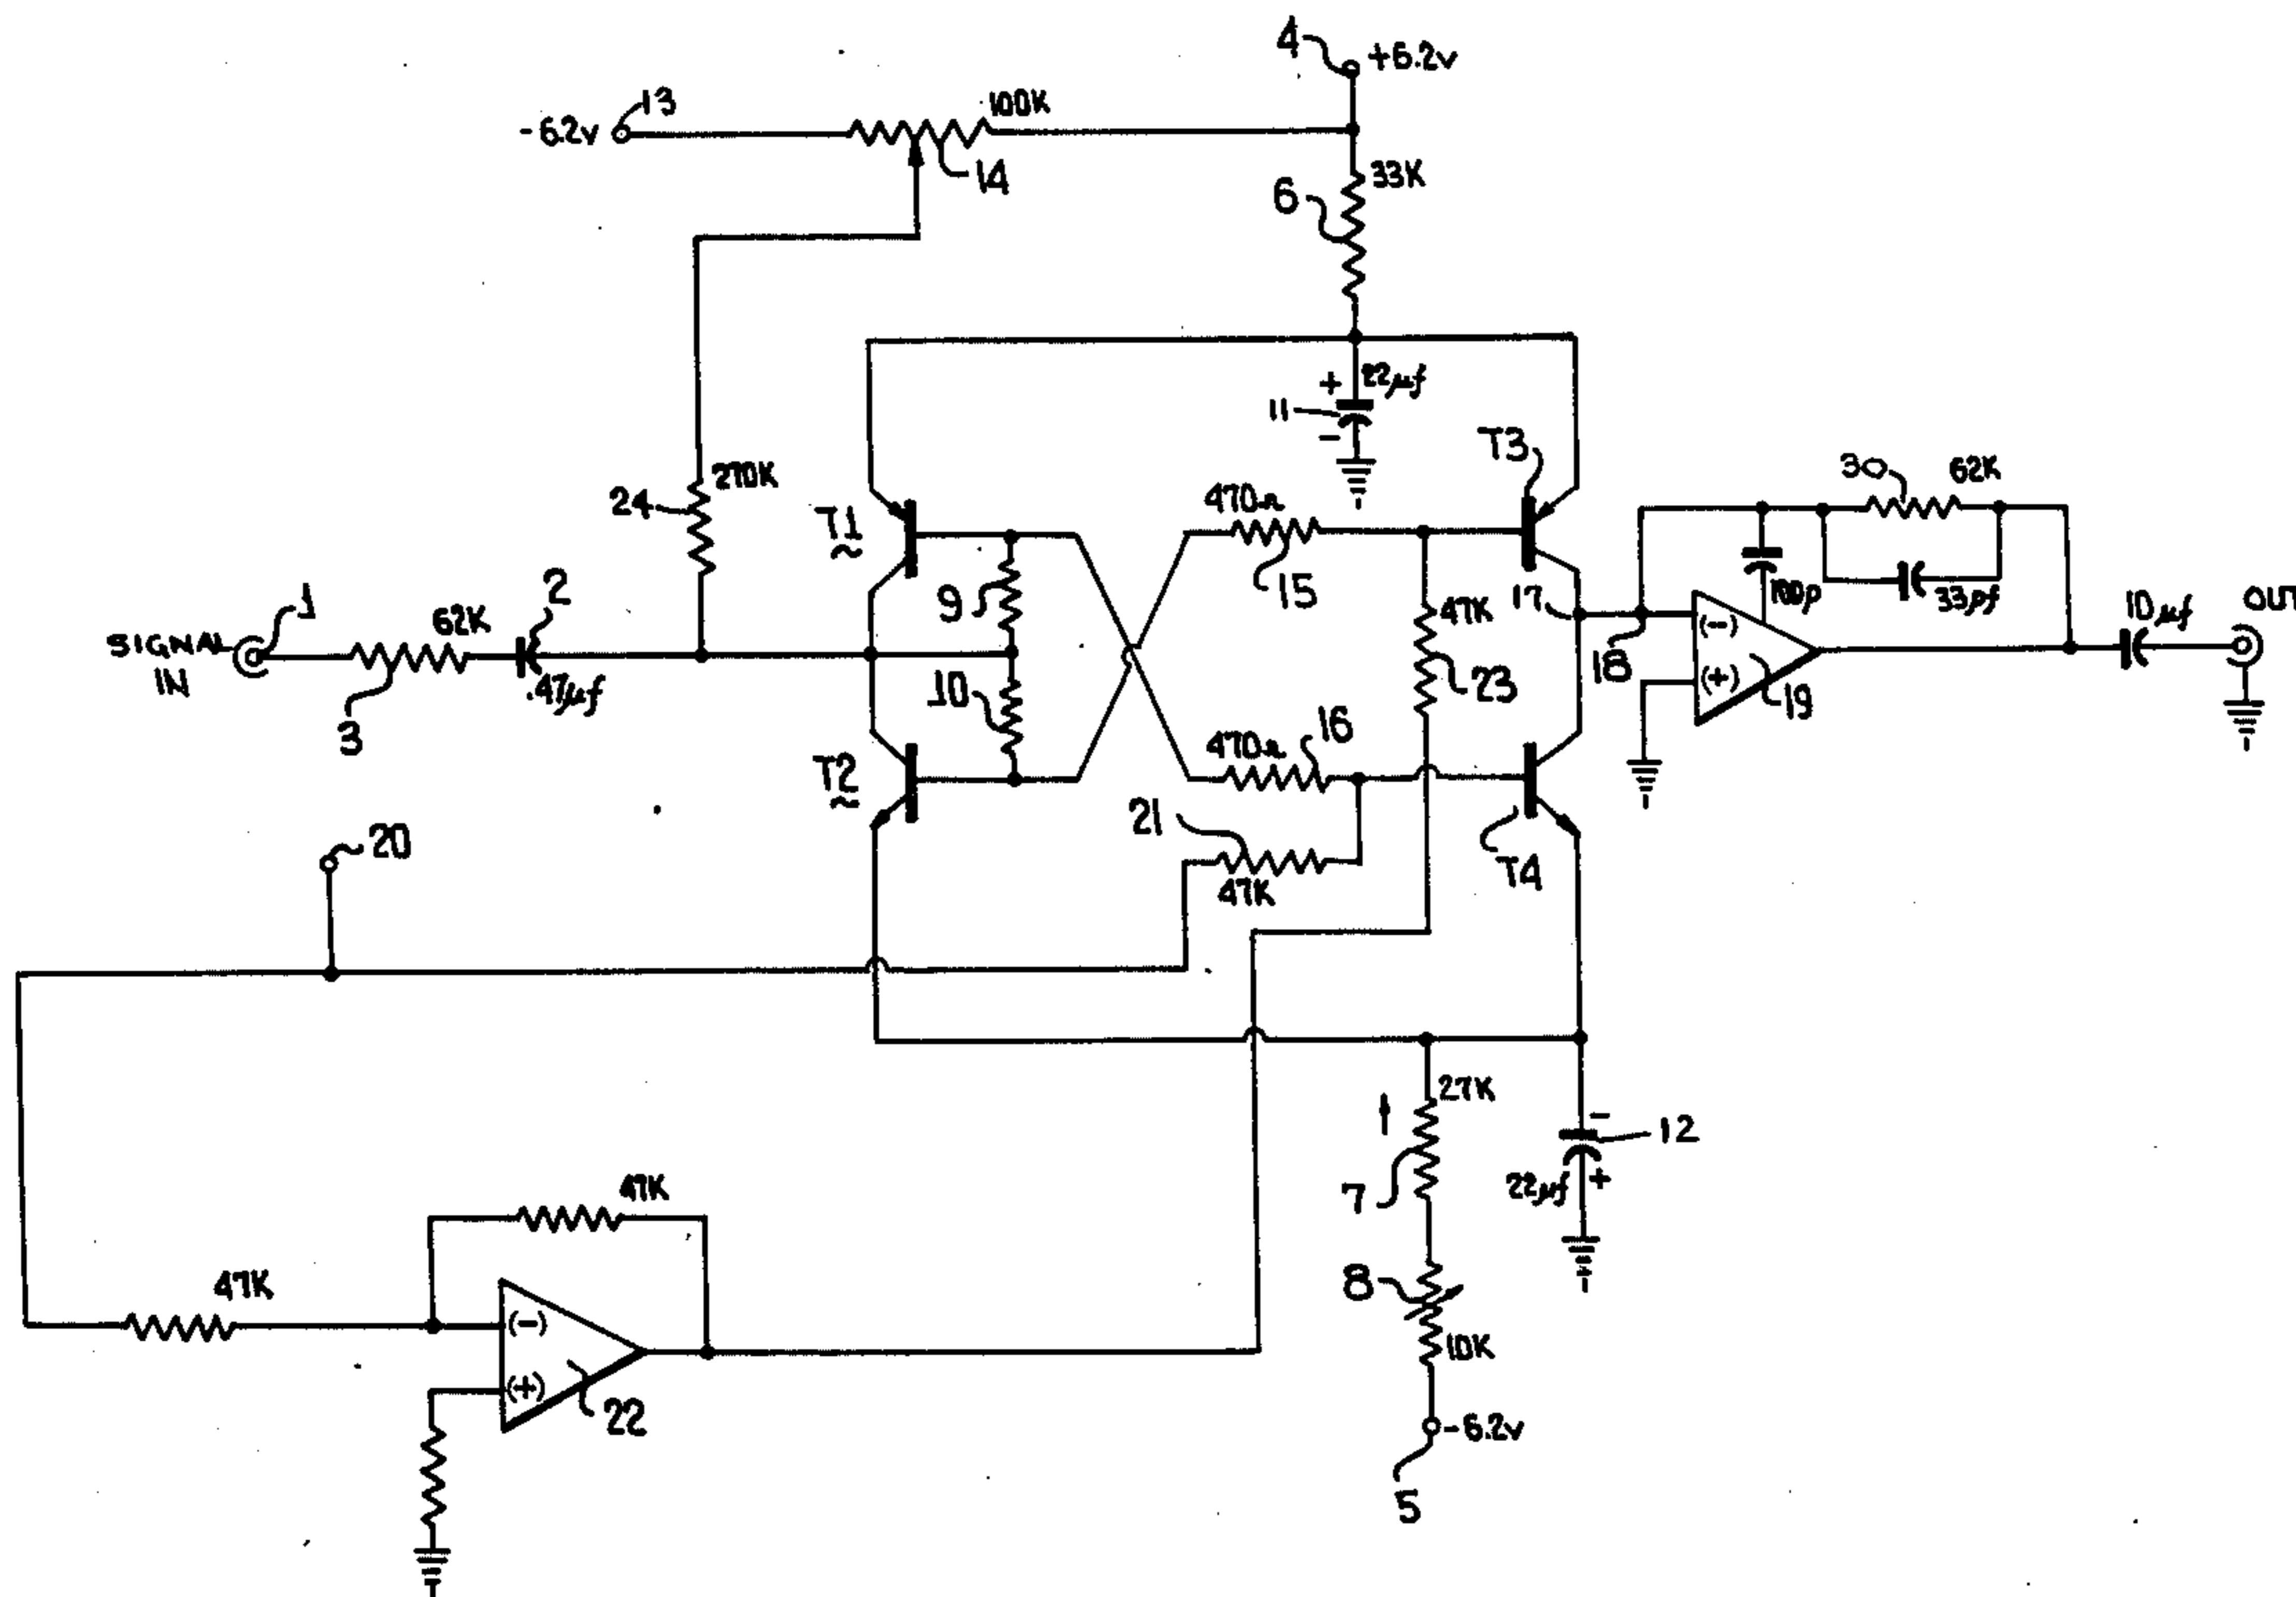 4
+6.2v
13
-6.2v
100K
14
33K
6
22µf
+
11
-
T3
30
62K
270K
24
470Ω
T1
15
9
17
33pf
10µf
OUT
1
2
62K
SIGNAL
IN
.47µf
3
47K
(-)
18
10
23
(+)
19
470Ω
16
T2
21
20
T4
47K
27K
-
12
7
22µf
+
47K
47K
8
10K
(-)
(+)
22
-6.2v
5